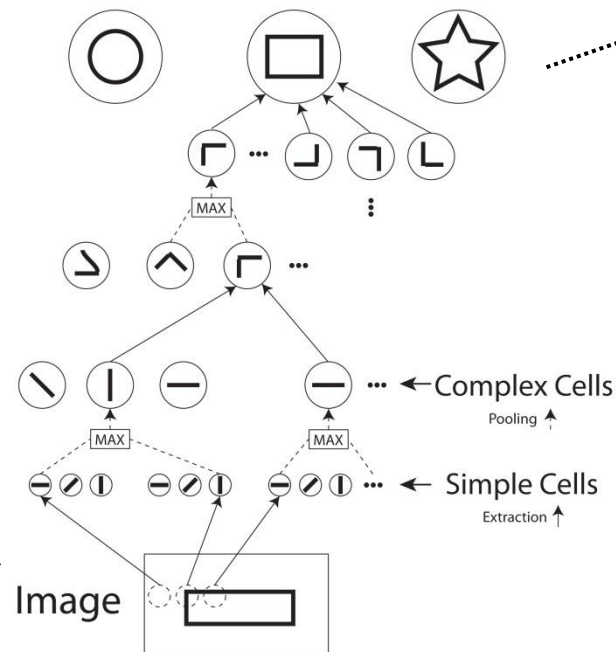 MAX
Complex Cells
Pooling
MAX
MAX
Simple Cells
Extraction
Image